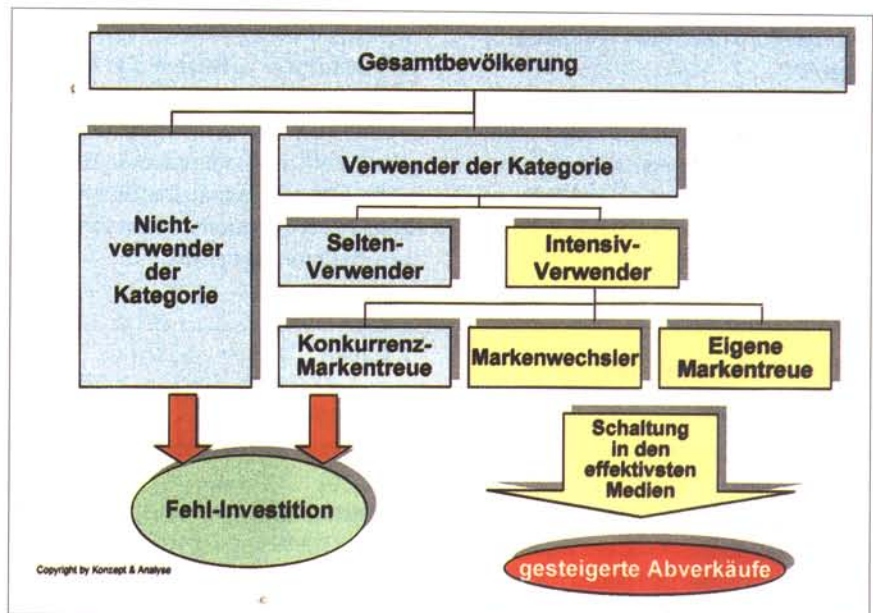 Gesamtbevölkerung
Verwender der Kategorie
Nicht-
verwender
der
Kategorie
Selten-
Verwender
Intensiv-
Verwender
Konkurrenz-
Markentreue
Markenwechsler
Eigene
Markentreue
Schaltung
in den
effektivsten
Medien
Fehl-Investition
gesteigerte Abverkäufe
Copyright by Konzept & Analyse